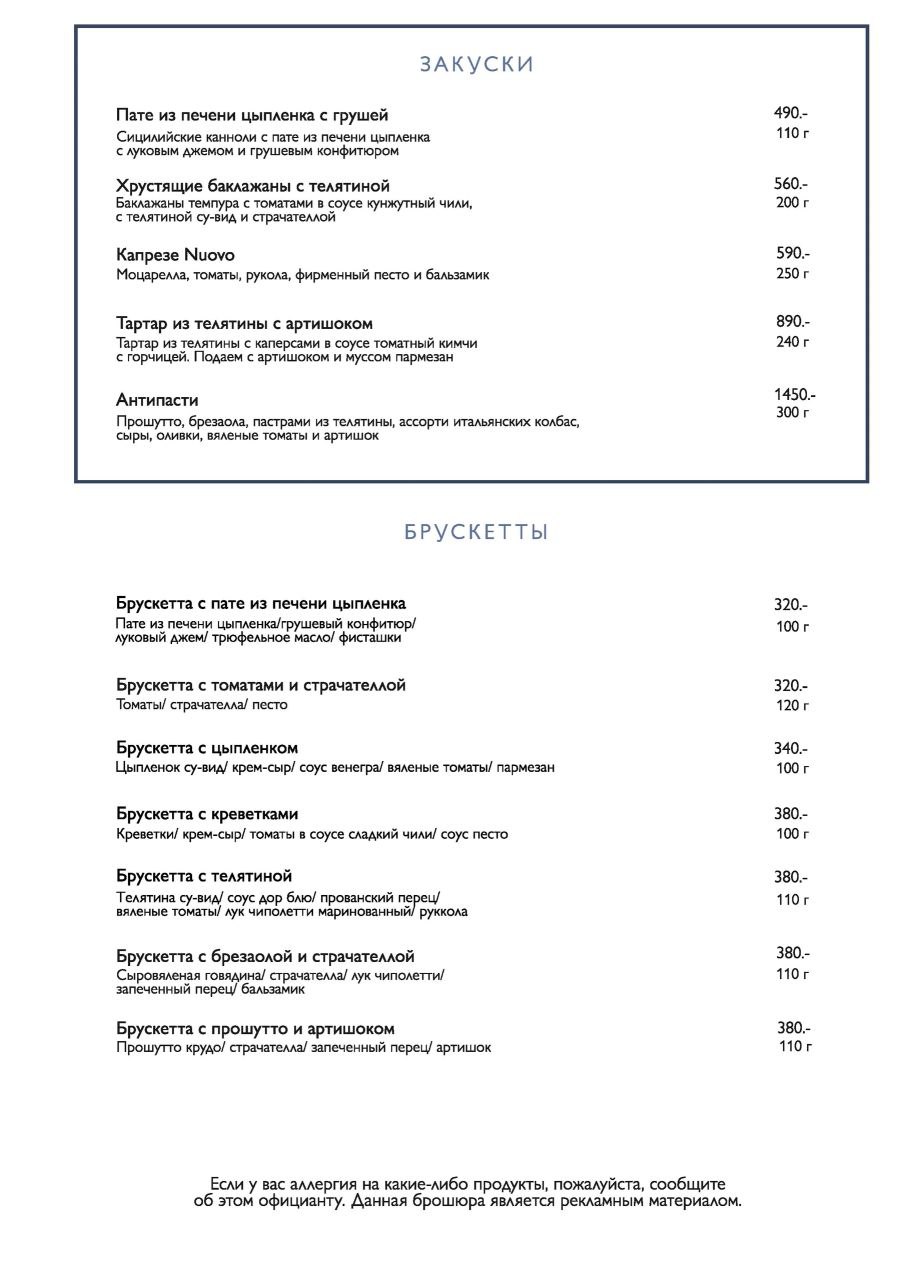 ЗАКУСКИ
Пате из печени цыпленка с грушей 490.-
Сицилийские канноли с пате из печени цыпленка 110 г
с луковым джемом и грушевым конфитюром
Хрустящие баклажаны с телятиной 560.-
Баклажаны темпура с томатами в соусе кунжутный чили, 200 г
с телятиной су-вид и страчателлой
Капрезе Nuovo 590.-
Моцарелла, томаты, рукола, фирменный песто и бальзамик 250 г
Тартар из телятины с артишоком 890.-
Тартар из телятины с каперсами в соусе томатный кимчи 240 г
с горчицей. Подаем с артишоком и муссом пармезан
Антипасти 1450.-
Прошутто, брезаола, пастрами из телятины, ассорти итальянских колбас, 300 г
сыры, оливки, вяленые томаты и артишок
БРУСКЕТТЫ
Брускетта с пате из печени цыпленка 320.-
Пате из печени цыпленка/грушевый конфитюр/ 100 г
луковый джем/ трюфельное масло/ фисташки
Брускетта с томатами и страчателлой 320.-
Томаты/ страчателла/ песто 120 г
Брускетта с цыпленком 340.-
Цыпленок су-вид/ крем-сыр/ соус венегра/ вяленые томаты/ пармезан 100 г
Брускетта с креветками 380.-
Креветки/ крем-сыр/ томаты в соусе сладкий чили/ соус песто 100 г
Брускетта с телятиной 380.-
Телятина су-вид/ соус дор блю/ прованский перец/ 110 г
вяленые томаты/ лук чиполетти маринованный/ руккола
Брускетта с брезаолой и страчателлой 380.-
Сыровяленая говядина/ страчателла/ лук чиполетти/ 110 г
запеченный перец/ бальзамик
Брускетта с прошутто и артишоком 380.-
Прошутто крудо/ страчателла/ запеченный перец/ артишок 110 г
Если у вас аллергия на какие-либо продукты, пожалуйста, сообщите
об этом официанту. Данная брошюра является рекламным материалом.